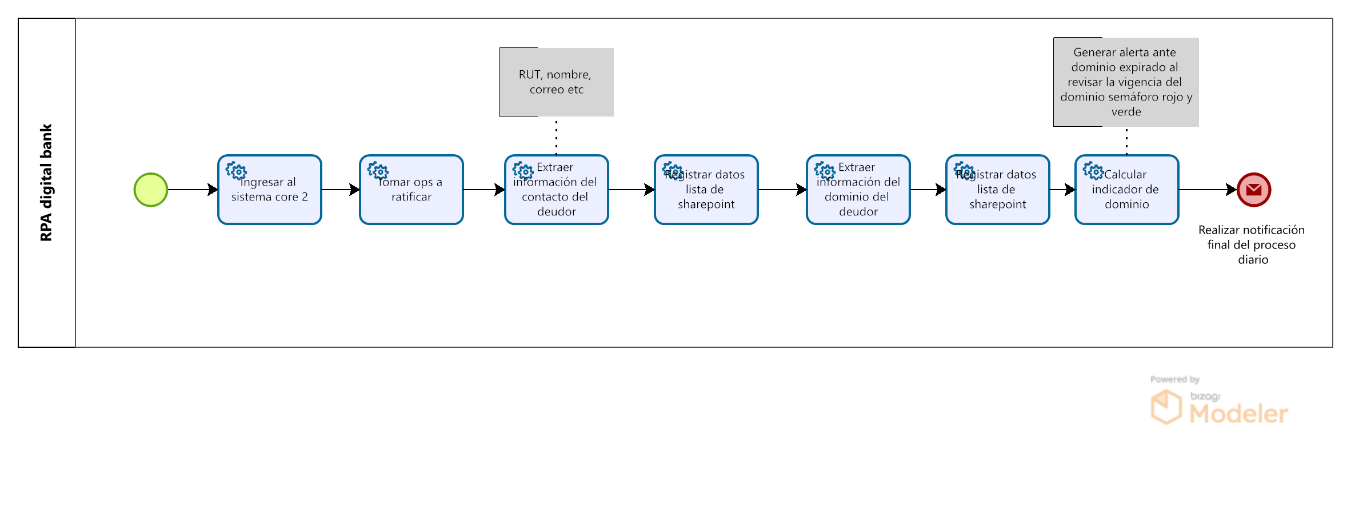 RPA digital bank
Ingresar al
sistema core 2
Tomar ops a
ratificar
RUT, nombre,
correo etc
Extraer
información del
contacto del
deudor
Registrar datos
lista de
sharepoint
Extraer
información del
dominio del
deudor
Registrar datos
lista de
sharepoint
Generar alerta ante
dominio expirado al
revisar la vigencia del
dominio semáforo rojo y
verde
Calcular
indicador de
dominio
Realizar notificación
final del proceso
diario
Powered by
bizagi
Modeler